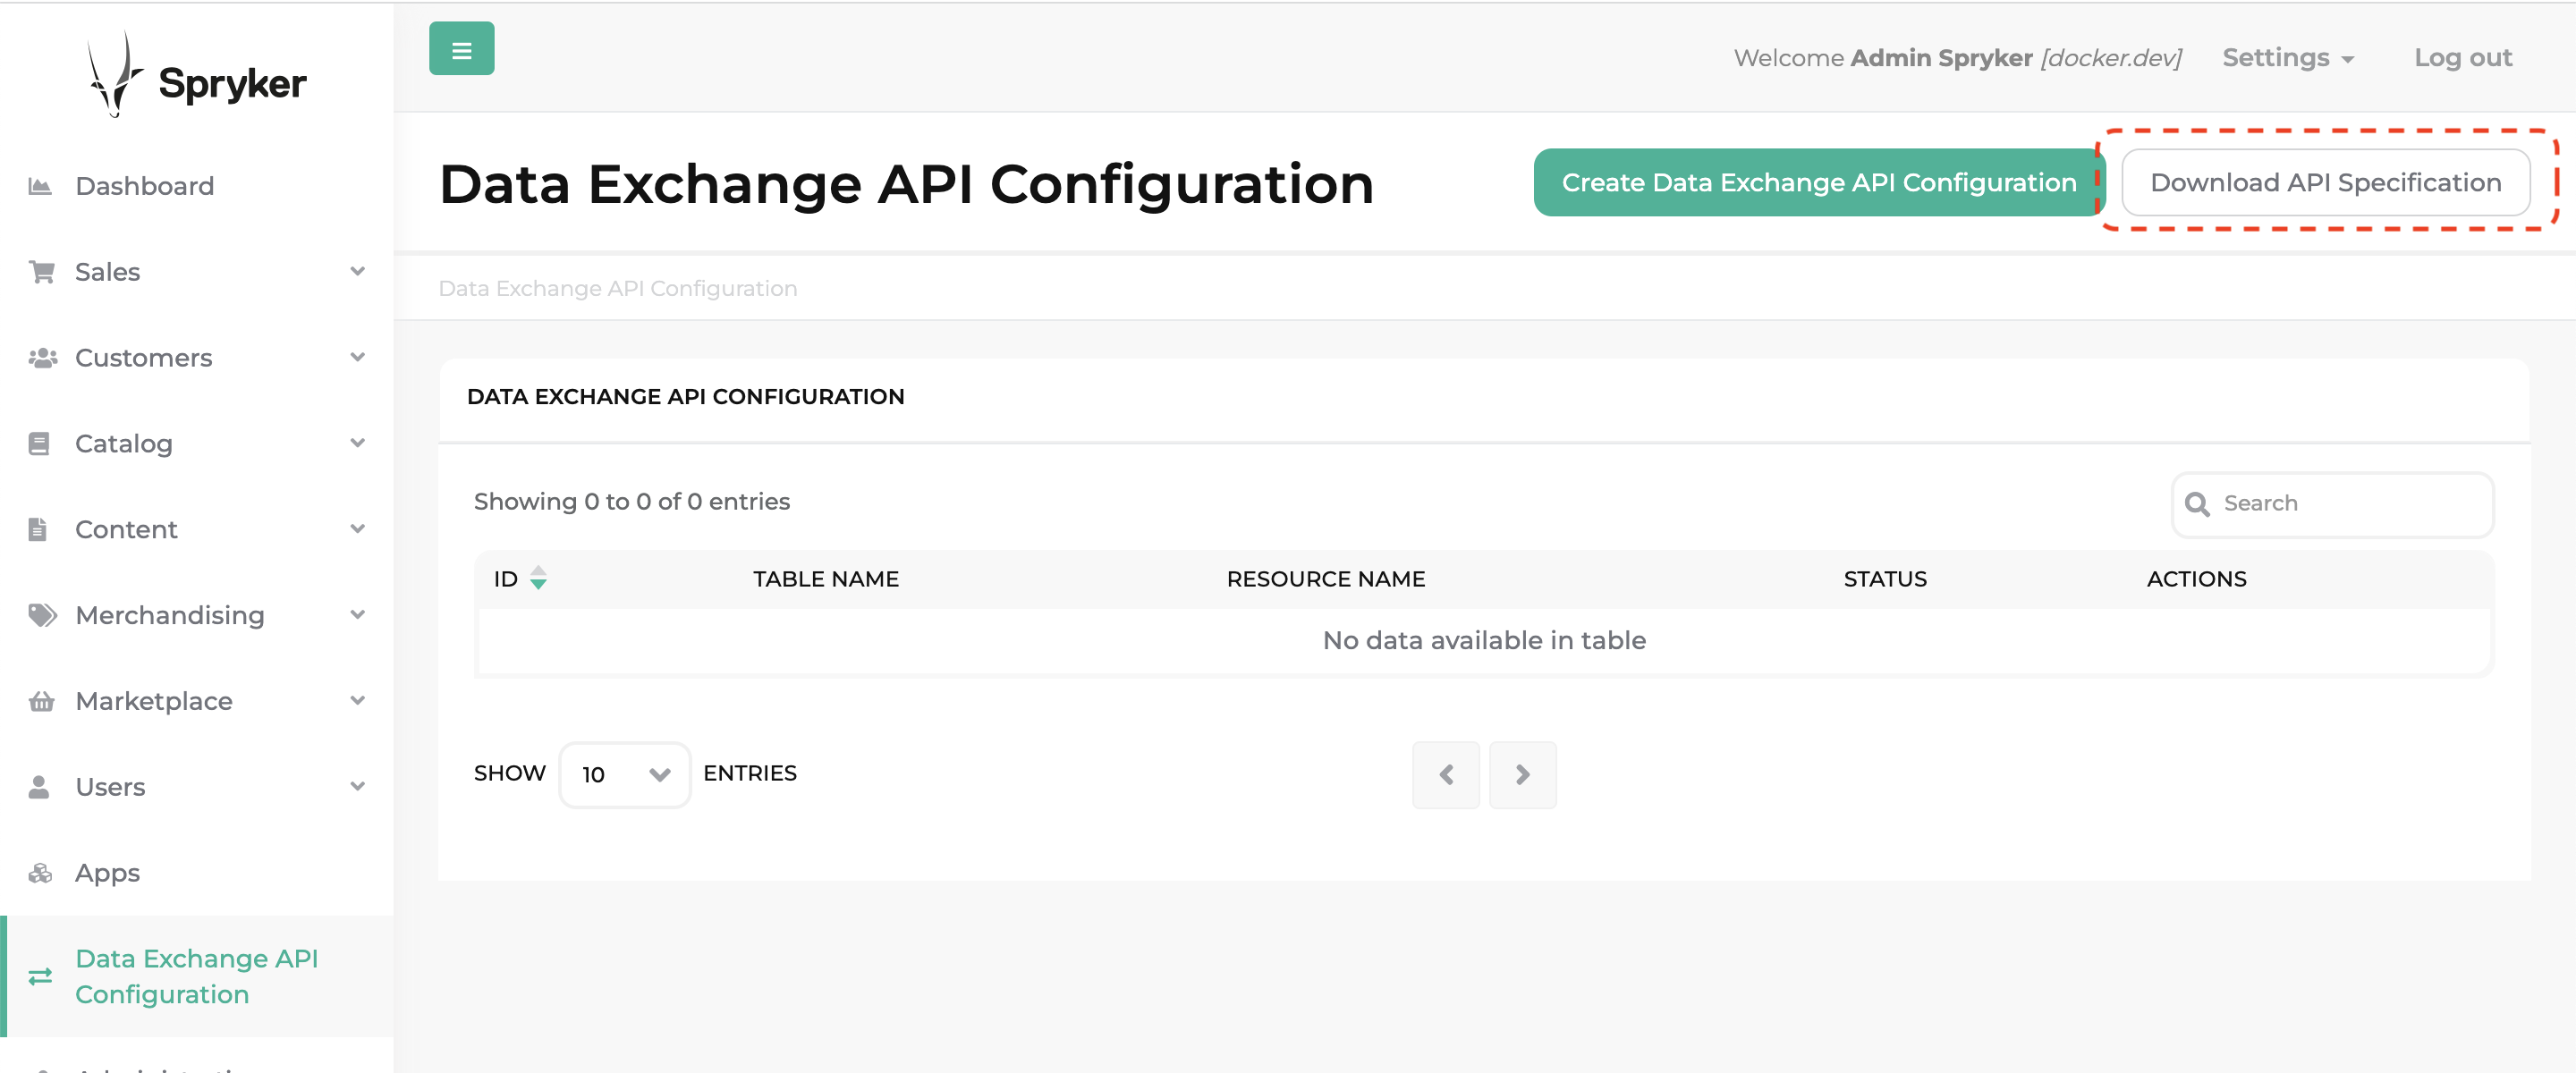 Spryker
Welcome Admin Spryker [docker.dev] Settings Log out
Dashboard
Sales
Customers
Catalog
Content
Merchandising
Marketplace
Users
Apps
Data Exchange API
Configuration
Data Exchange API Configuration
Create Data Exchange API Configuration
Download API Specification
Data Exchange API Configuration
DATA EXCHANGE API CONFIGURATION
Showing 0 to 0 of 0 entries
Search
ID TABLE NAME RESOURCE NAME STATUS ACTIONS
No data available in table
SHOW 10 ENTRIES